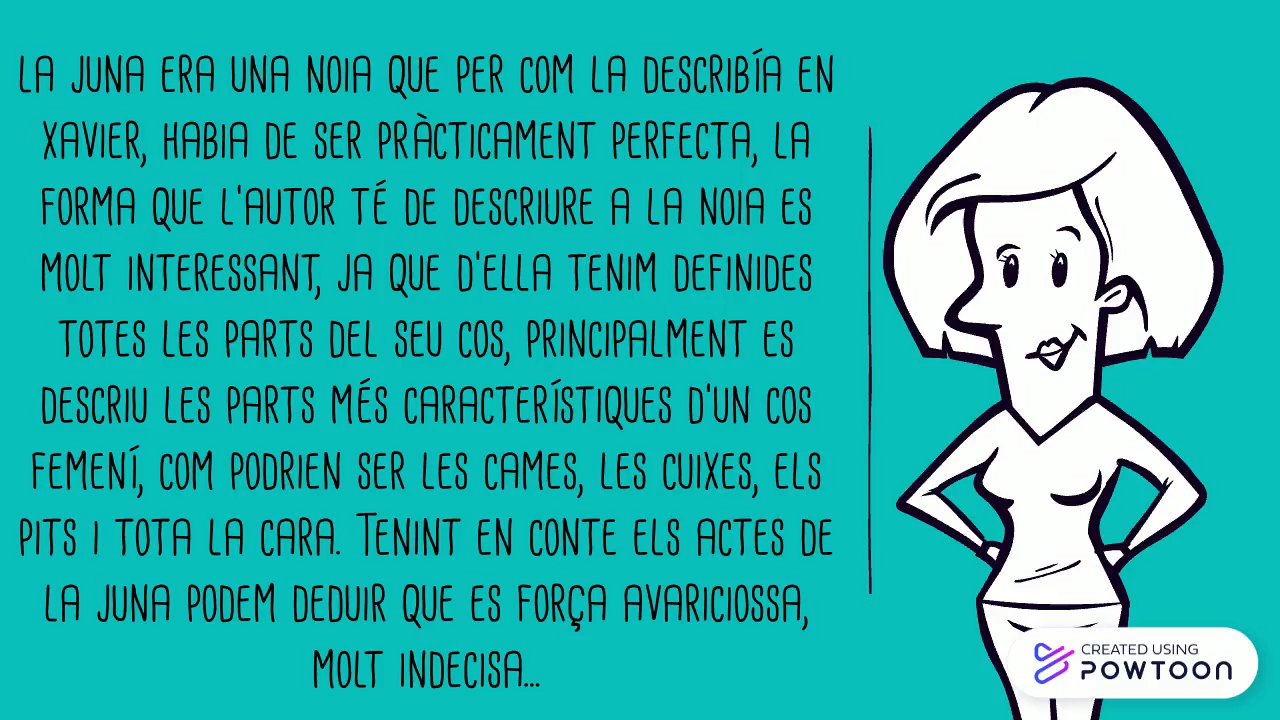 LA JUNA ERA UNA NOIA QUE PER COM LA DESCRIBÍA EN
XAVIER, HABIA DE SER PRÀCTICAMENT PERFECTA, LA
FORMA QUE L'AUTOR TÉ DE DESCRIURE A LA NOIA ES
MOLT INTERESSANT, JA QUE D'ELLA TENIM DEFINIDES
TOTES LES PARTS DEL SEU COS, PRINCIPALMENT ES
DESCRIU LES PARTS MÉS CARACTERÍSTIQUES D'UN COS
FEMENÍ, COM PODRIEN SER LES CAMES, LES CUIXES, ELS
PITS I TOTA LA CARA. TENINT EN CONTE ELS ACTES DE
LA JUNA PODEM DEDUIR QUE ES FORÇA AVARICIOSSA,
MOLT INDECISA...
CREATED USING
POWTOON